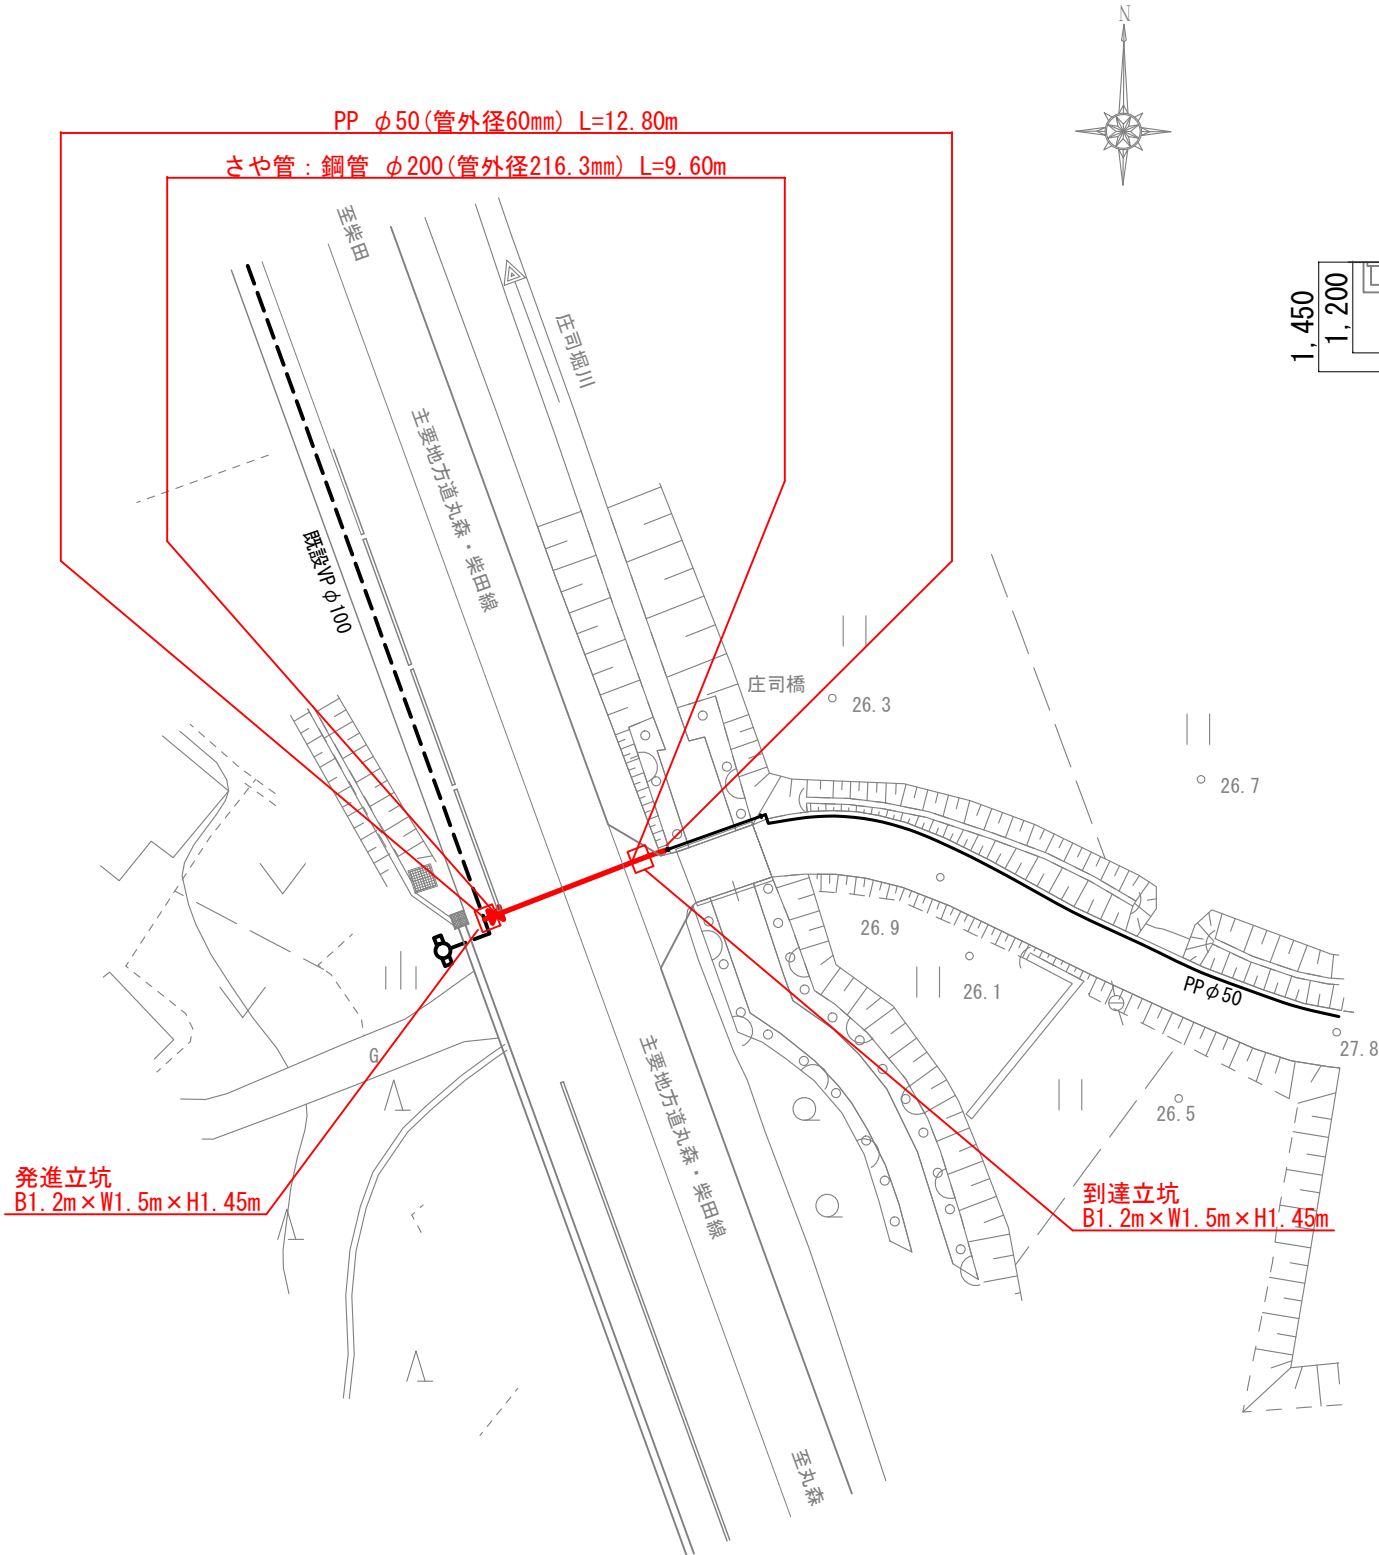 N
PP φ50(管外径60mm) L=12.80m
さや管：鋼管 φ200(管外径216.3mm) L=9.60m
至柴田
庄司堀川
1,450
1,200
主要地方道丸森・柴田線
既設VPφ100
庄司橋
26.3
26.7
26.9
26.1
PPφ50
27.8
G
主要地方道丸森・柴田線
26.5
発進立坑
B1.2m×W1.5m×H1.45m
到達立坑
B1.2m×W1.5m×H1.45m
至丸森